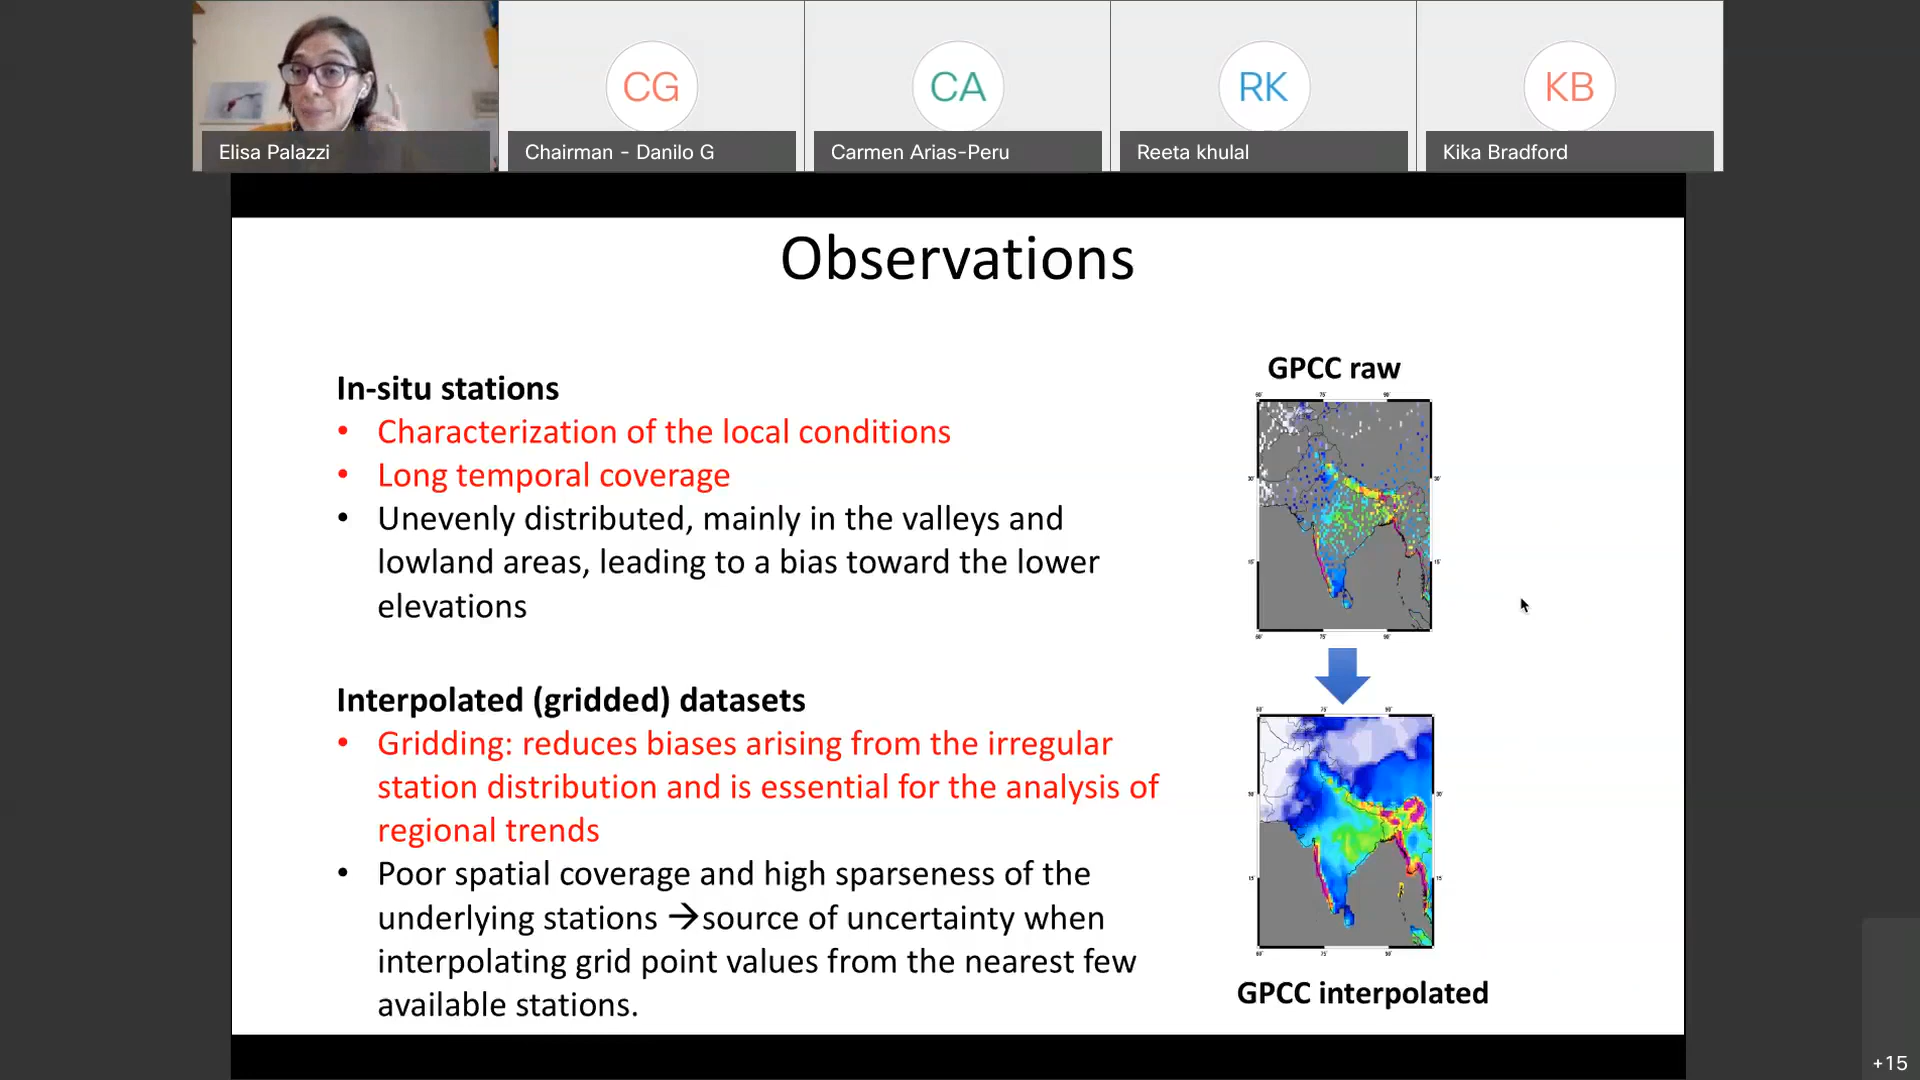 CG
CA
RK
KB
Elisa Palazzi
Chairman - Danilo G
Carmen Arias-Peru
Reeta khulal
Kika Bradford
Observations
In-situ stations
• Characterization of the local conditions
• Long temporal coverage
• Unevenly distributed, mainly in the valleys and
lowland areas, leading to a bias toward the lower
elevations
Interpolated (gridded) datasets
• Gridding: reduces biases arising from the irregular
station distribution and is essential for the analysis of
regional trends
• Poor spatial coverage and high sparseness of the
underlying stations →source of uncertainty when
interpolating grid point values from the nearest few
available stations.
GPCC raw
GPCC interpolated
+15